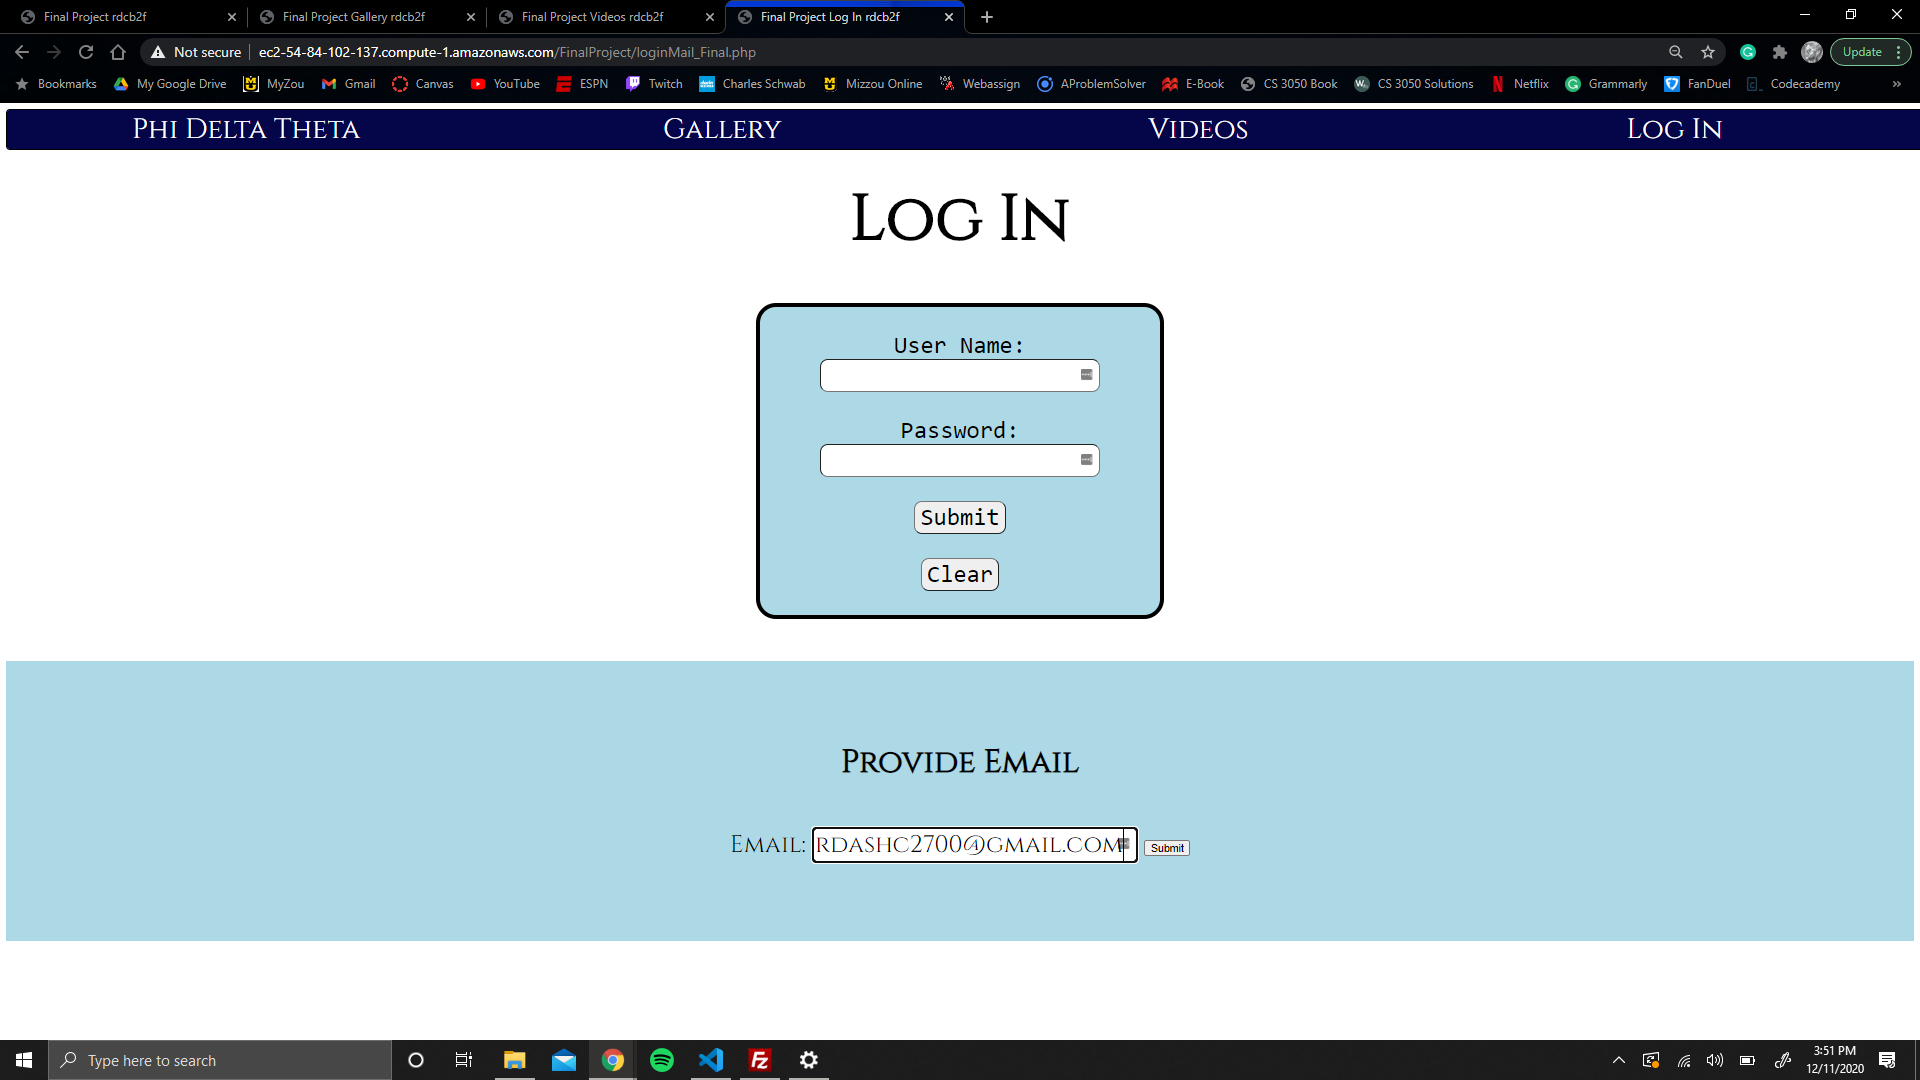 Final Project rdcb2f
Final Project Gallery rdcb2f
Final Project Videos rdcb2f
Final Project Log In rdcb2f
Not secure
ec2-54-84-102-137.compute-1.amazonaws.com/FinalProject/loginMail_Final.php
Update
Bookmarks My Google Drive MyZou Gmail Canvas YouTube ESPN Twitch Charles Schwab Mizzou Online Webassign AProblemSolver E-Book CS 3050 Book CS 3050 Solutions Netflix Grammarly FanDuel Codecademy »
Phi Delta Theta Gallery Videos Log In
Log In
User Name:
Password:
Submit
Clear
Provide Email
Email: rdashc2700@gmail.com Submit
Type here to search
3:51 PM
12/11/2020